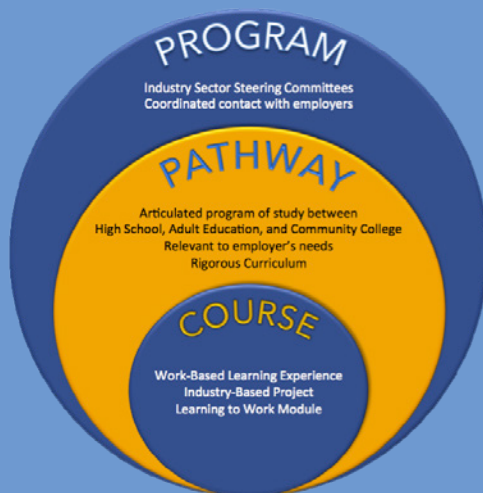 PROGRAM
Industry Sector Steering Committees
Coordinated contact with employers
PATHWAY
Articulated program of study between
High School, Adult Education, and Community College
Relevant to employer's needs
Rigorous Curriculum
COURSE
Work-Based Learning Experience
Industry-Based Project
Learning to Work Module